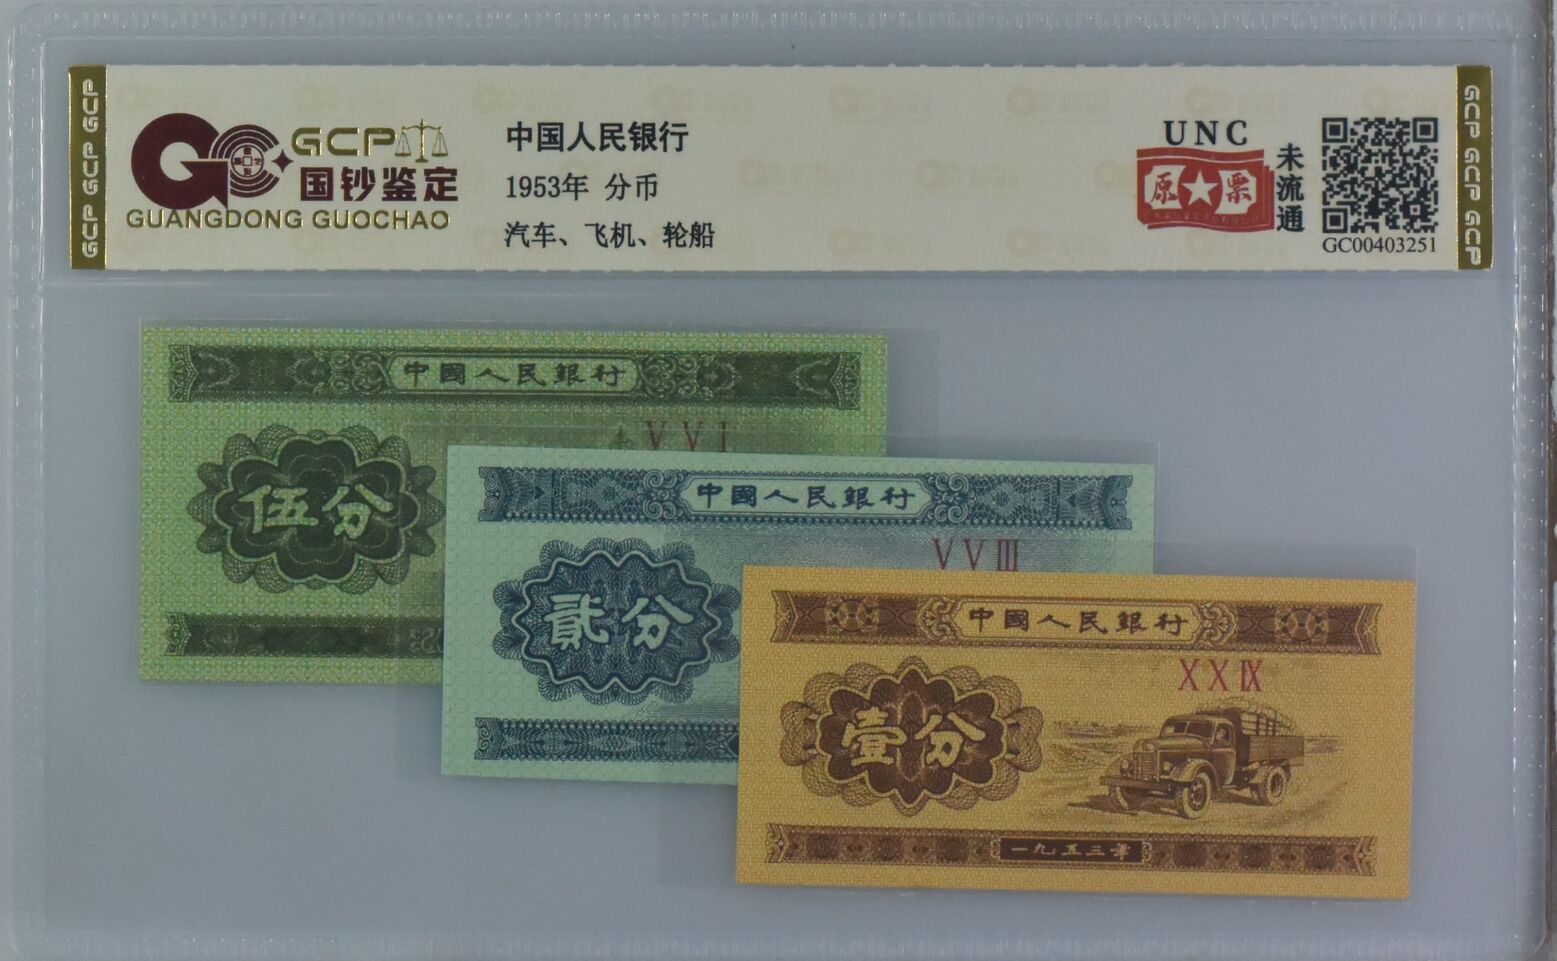 GCP GCP GCP
GCP
国钞鉴定
GUANGDONG GUOCHAO
中国人民银行
1953年 分币
汽车、飞机、轮船
UNC
原★票
未流通
GC00403251
GCP GCP GCP
中國人民銀行
VVI
伍分
中國人民銀行
VVIII
貳分
中國人民銀行
XXIX
壹分
一九五三年